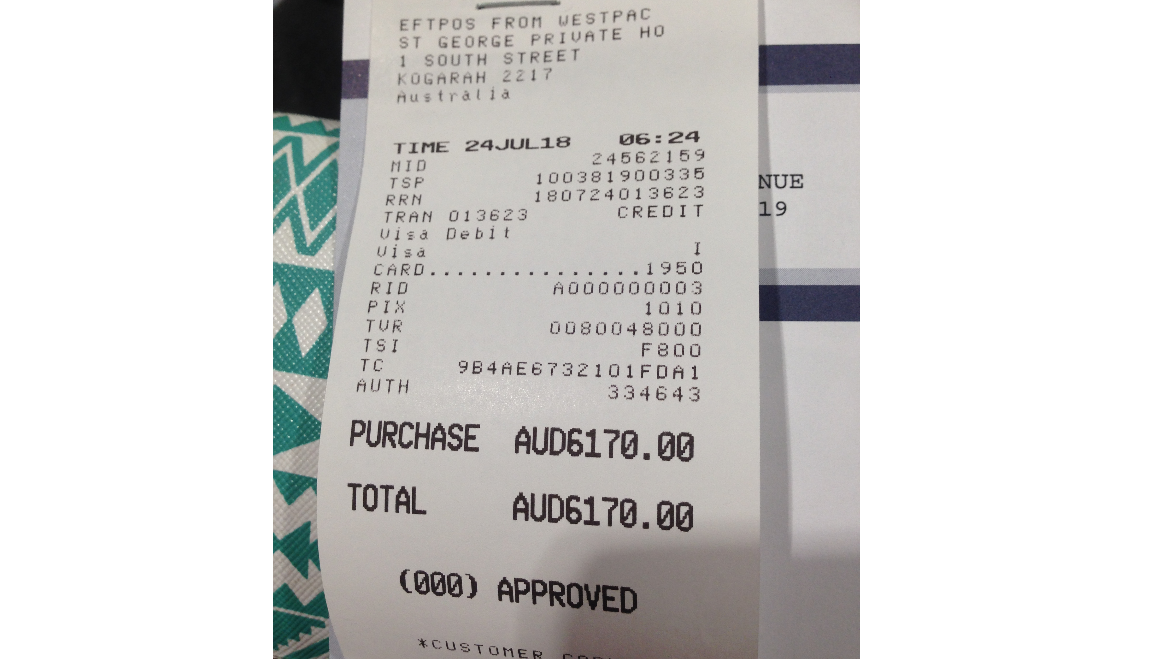 EFTPOS FROM WESTPAC
ST GEORGE PRIVATE HO
1 SOUTH STREET
KOGARAH 2217
Australia
TIME 24JUL18 06:24
MID 24562159
TSP 100381900335
RRN 180724013623
TRAN 013623 CREDIT
Visa Debit
Visa I
CARD................1950
RID A000000003
PIX 1010
TVR 0080048000
TSI F800
TC 9B4AE6732101FDA1
AUTH 334643
PURCHASE AUD6170.00
TOTAL AUD6170.00
(000) APPROVED
*CUSTOMER
NUE
19